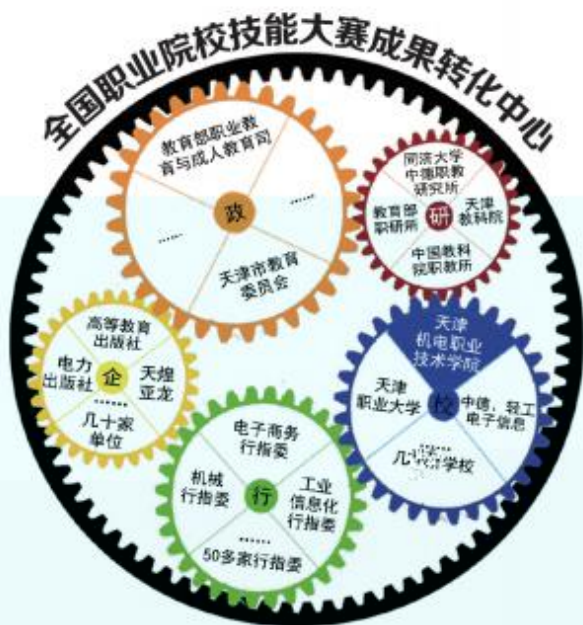 全国职业院校技能大赛成果转化中心
教育部职业教
育与成人教育司
……
政
……
天津市教育
委员会
同济大学
中德职教
研究所
教育部
职研所
研
天津
教科院
中国教科
院职教所
高等教育
出版社
电力
出版社
企
天煌
亚龙
……
几十家
单位
天津
机电职业
技术学院
天津
职业大学
校
中德、轻工
电子信息
……
学校
电子商务
行指委
机械
行指委
行
工业
信息化
行指委
……
50多家行指委